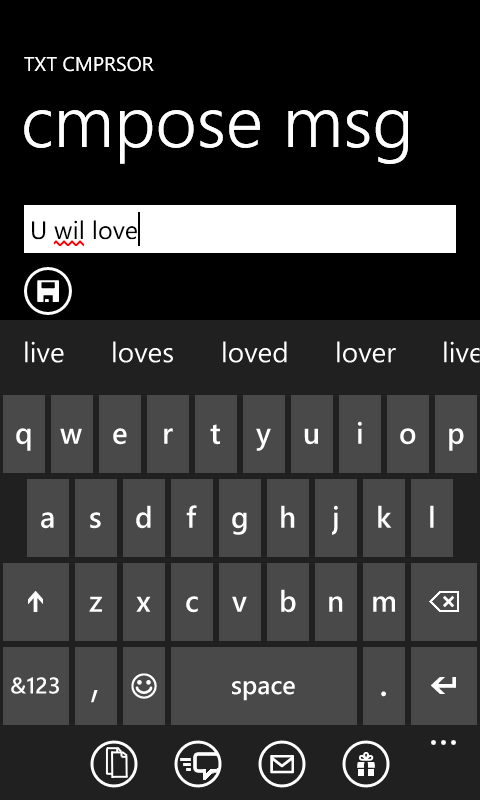 TXT CMPRSOR
cmpose msg
U wil love
live loves loved lover live
q w e r t y u i o p
a s d f g h j k l
z x c v b n m
&123 , space .